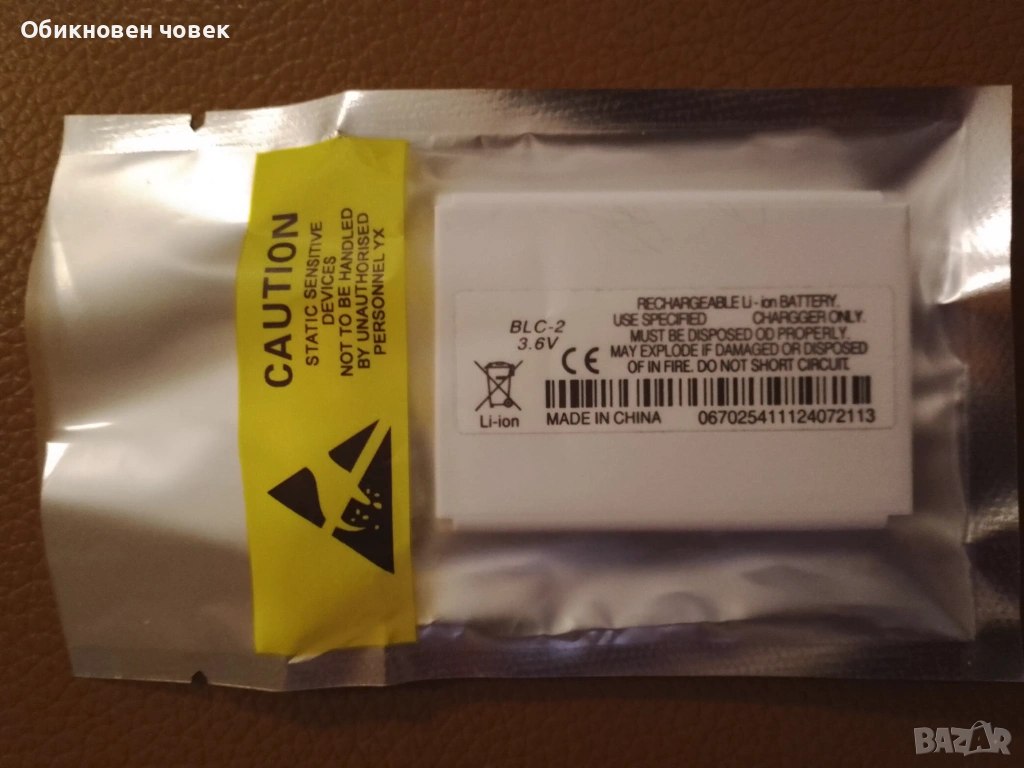 Обикновен човек
CAUTION
STATIC SENSITIVE
DEVICES
NOT TO BE HANDLED
BY UNAUTHORISED
PERSONNEL YX
BLC-2
3.6V
RECHARGEABLE Li-ion BATTERY.
USE SPECIFIED CHARGGER ONLY.
MUST BE DISPOSED OD PROPERLY.
MAY EXPLODE IF DAMAGED OR DISPOSED
OF IN FIRE. DO NOT SHORT CIRCUIT.
CE
Li-ion
MADE IN CHINA
067025411124072113
BAZAR